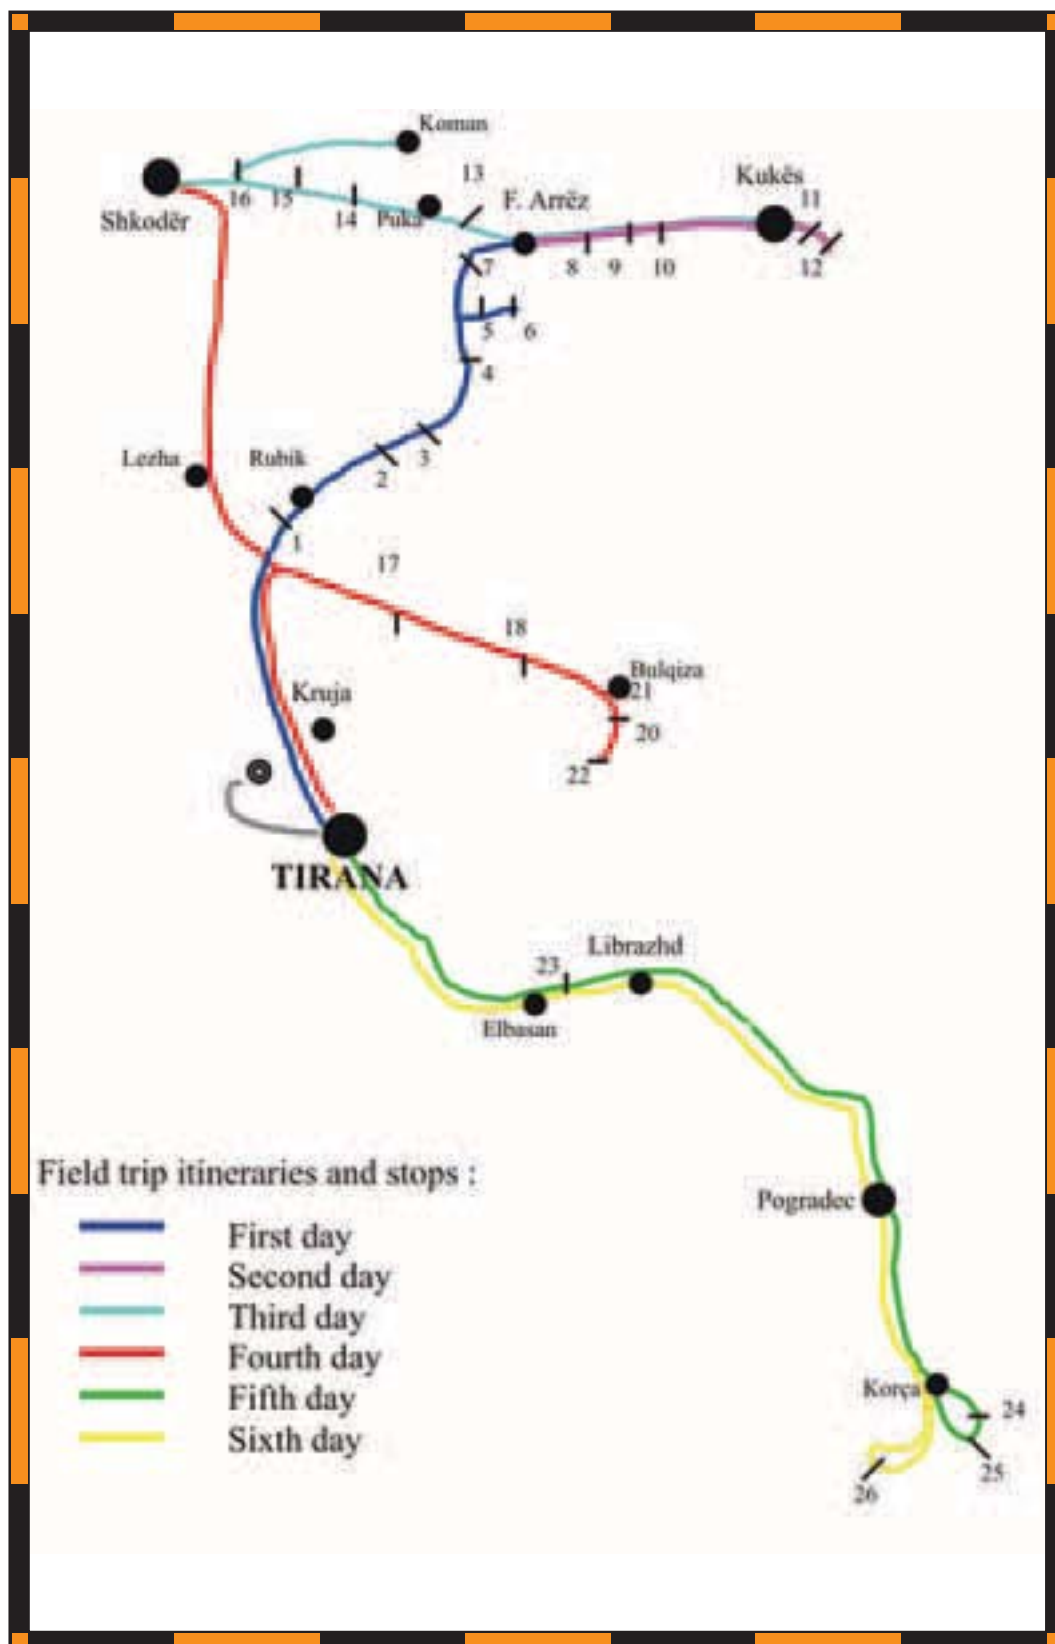 Koman
13
Kukës
F. Arrëz
11
16
15
14
Puka
Shkodër
7
8
9
10
12
5
6
4
Lezha
Rubik
3
2
1
17
18
Bulqiza
21
Kruja
20
22
TIRANA
Librazhd
23
Elbasan
Field trip itineraries and stops :
Pogradec
First day
Second day
Third day
Fourth day
Fifth day
Korça
24
Sixth day
25
26